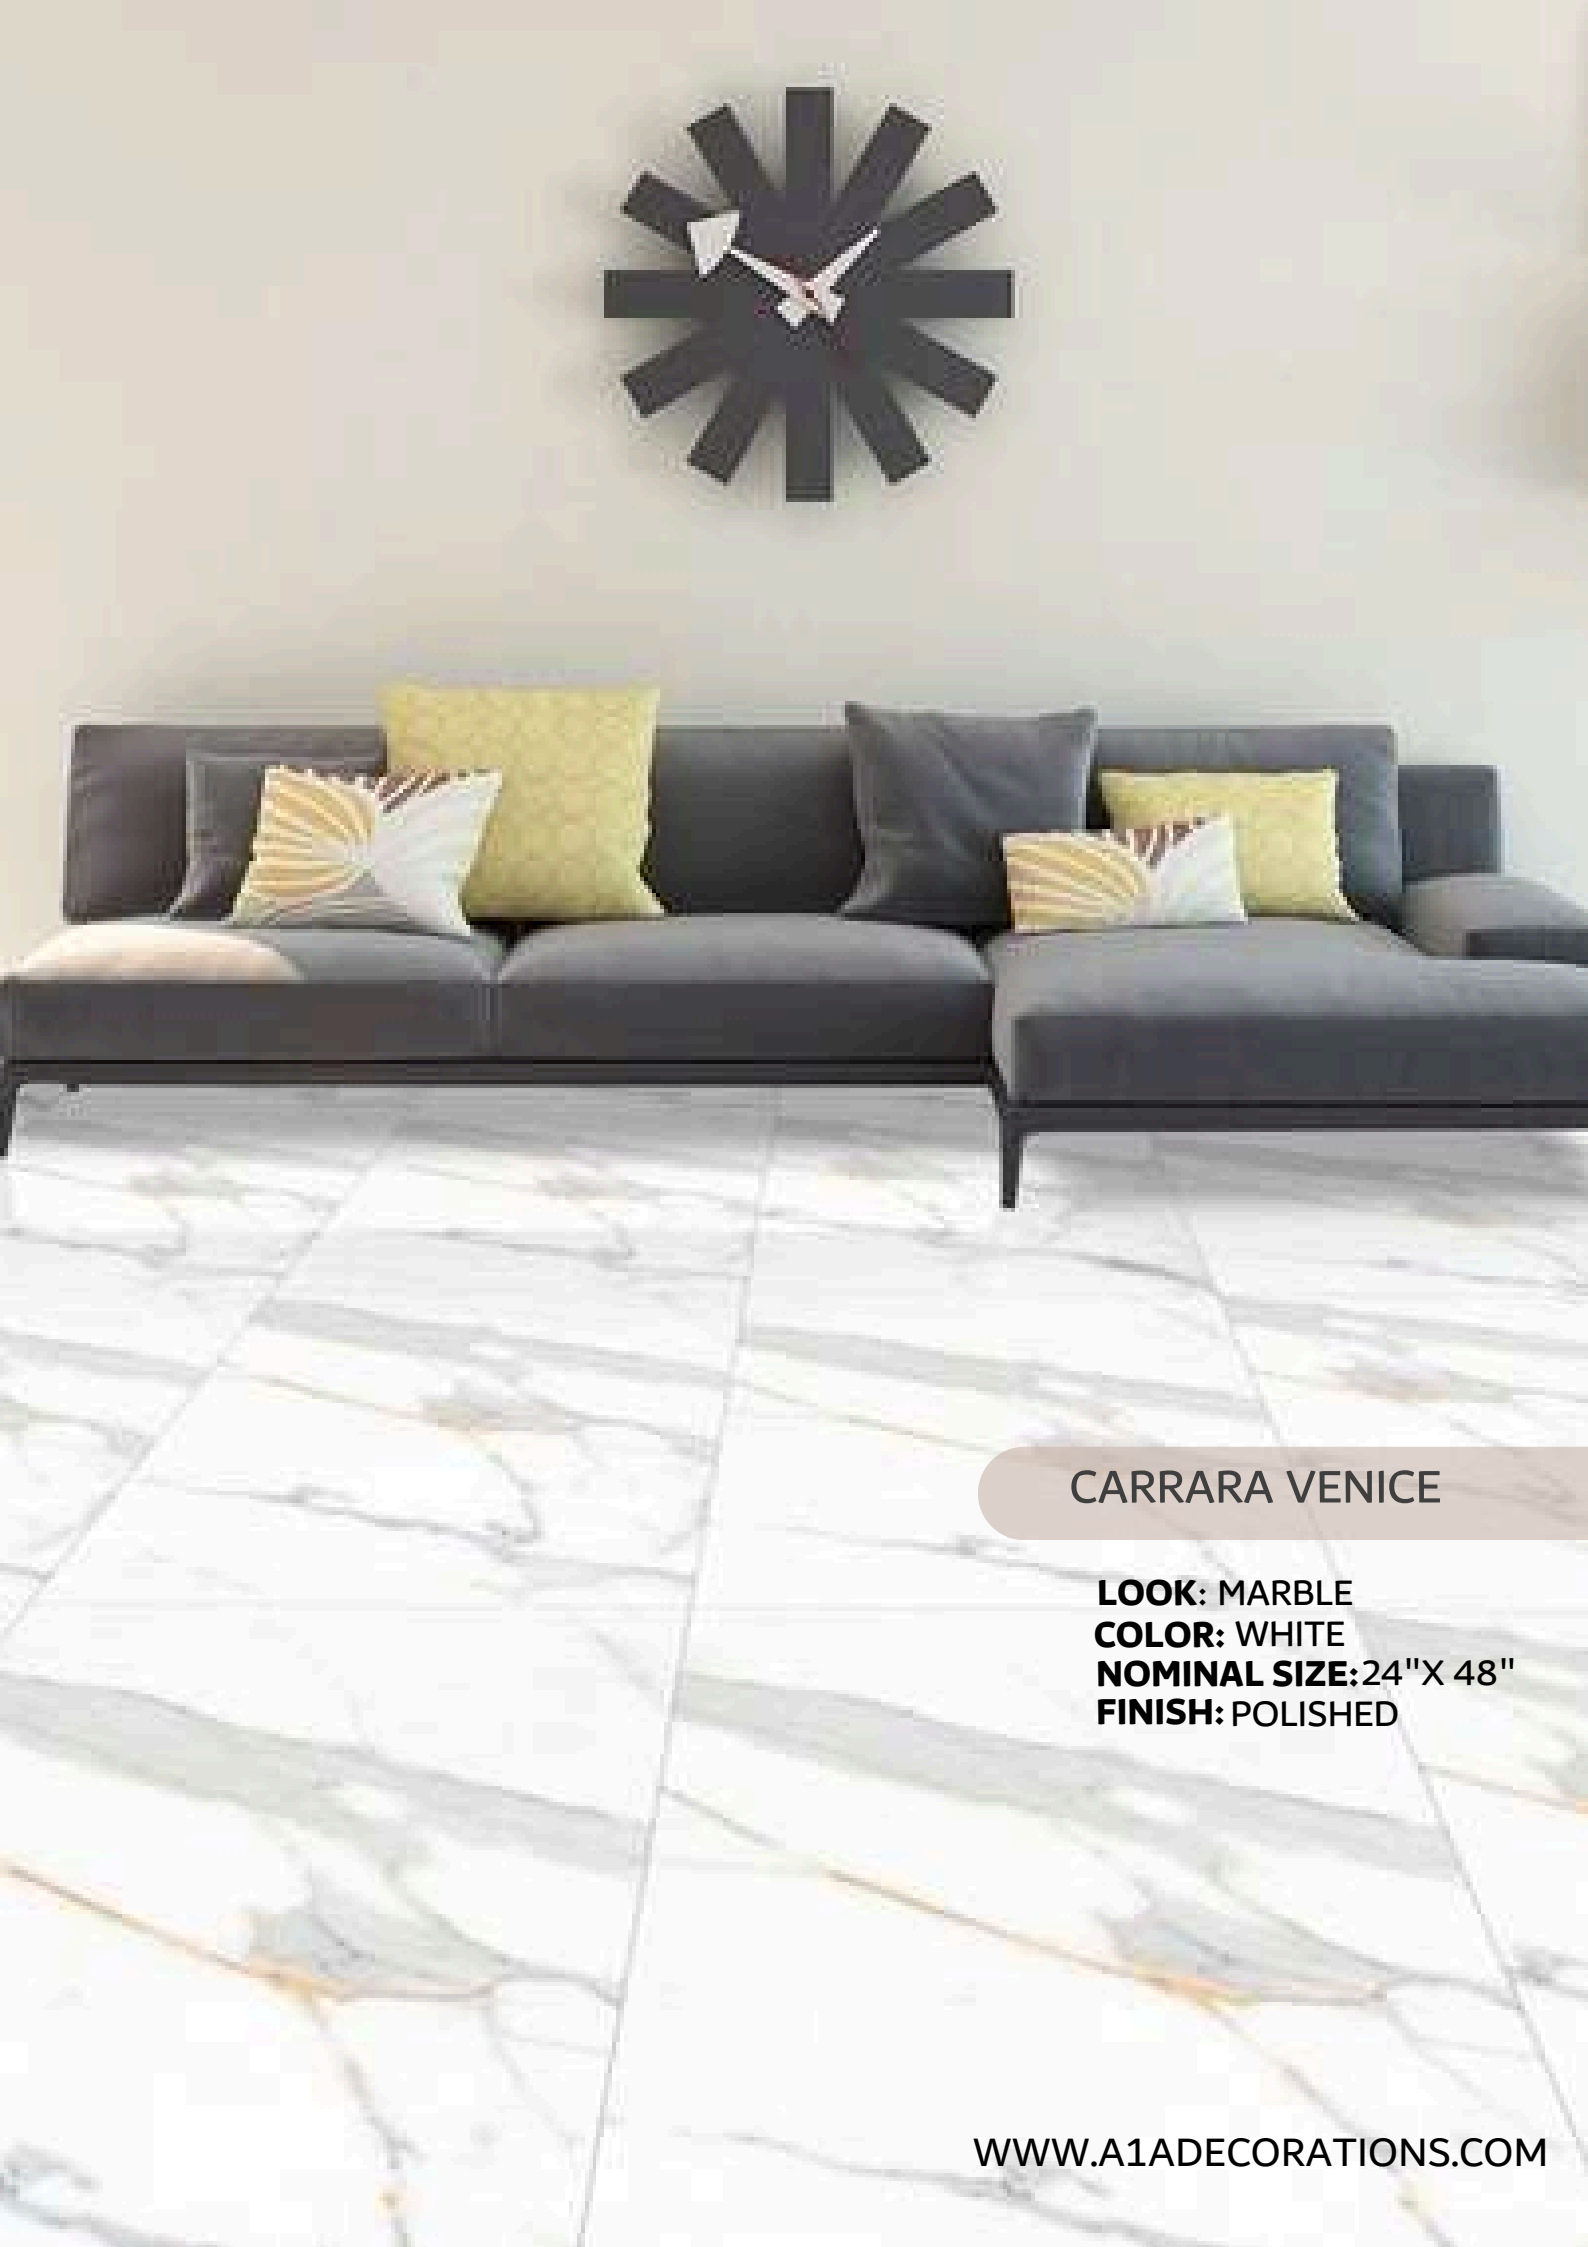 CARRARA VENICE
LOOK: MARBLE
COLOR: WHITE
NOMINAL SIZE:24"X 48"
FINISH: POLISHED
WWW.A1ADECORATIONS.COM